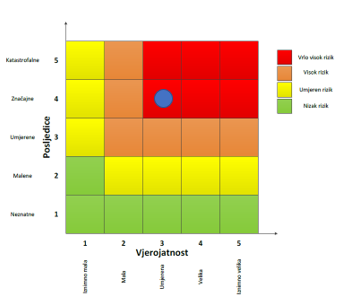 Katastrofalne 5
Značajne 4
Umjerene 3
Malene 2
Neznatne 1
Posljedice
1 2 3 4 5
Vjerojatnost
Iznimno mala
Mala
Umjerena
Velika
Iznimno velika
Vrlo visok rizik
Visok rizik
Umjeren rizik
Nizak rizik